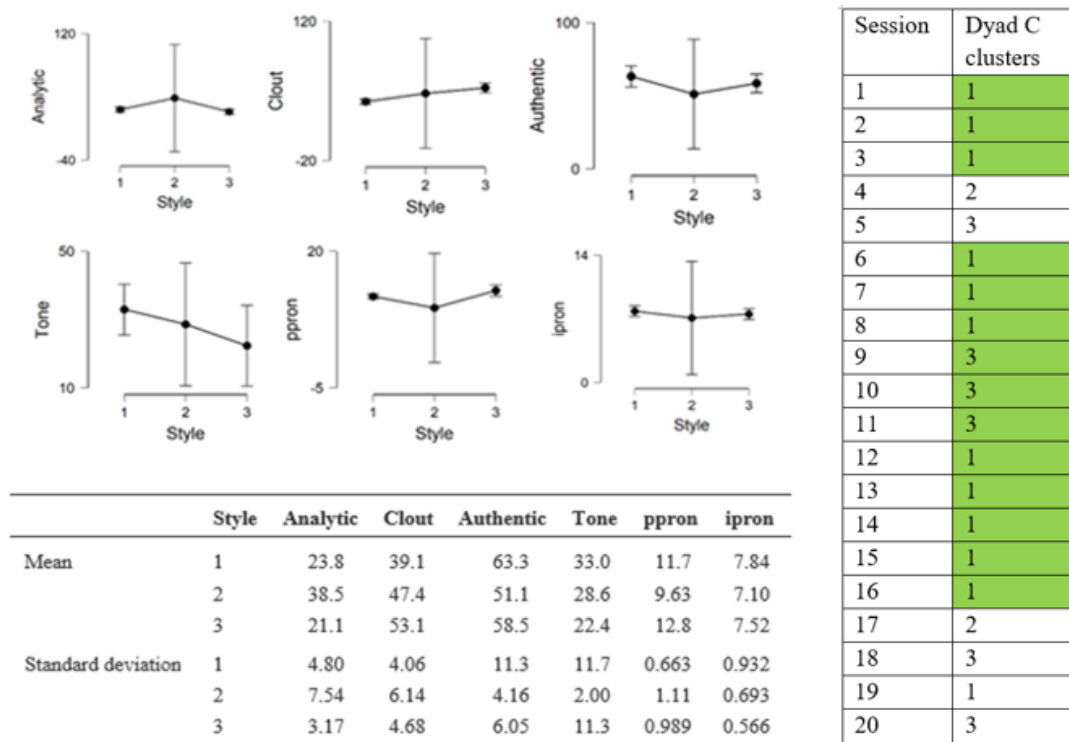 120
Analytic
-40
1 2 3
Style
120
Clout
-20
1 2 3
Style
100
Authentic
0
1 2 3
Style
50
Tone
10
1 2 3
Style
20
ppron
-5
1 2 3
Style
14
ipron
0
1 2 3
Style
Style Analytic Clout Authentic Tone ppron ipron
Mean 1 23.8 39.1 63.3 33.0 11.7 7.84
2 38.5 47.4 51.1 28.6 9.63 7.10
3 21.1 53.1 58.5 22.4 12.8 7.52
Standard deviation 1 4.80 4.06 11.3 11.7 0.663 0.932
2 7.54 6.14 4.16 2.00 1.11 0.693
3 3.17 4.68 6.05 11.3 0.989 0.566
Session Dyad C
clusters
1 1
2 1
3 1
4 2
5 3
6 1
7 1
8 1
9 3
10 3
11 3
12 1
13 1
14 1
15 1
16 1
17 2
18 3
19 1
20 3